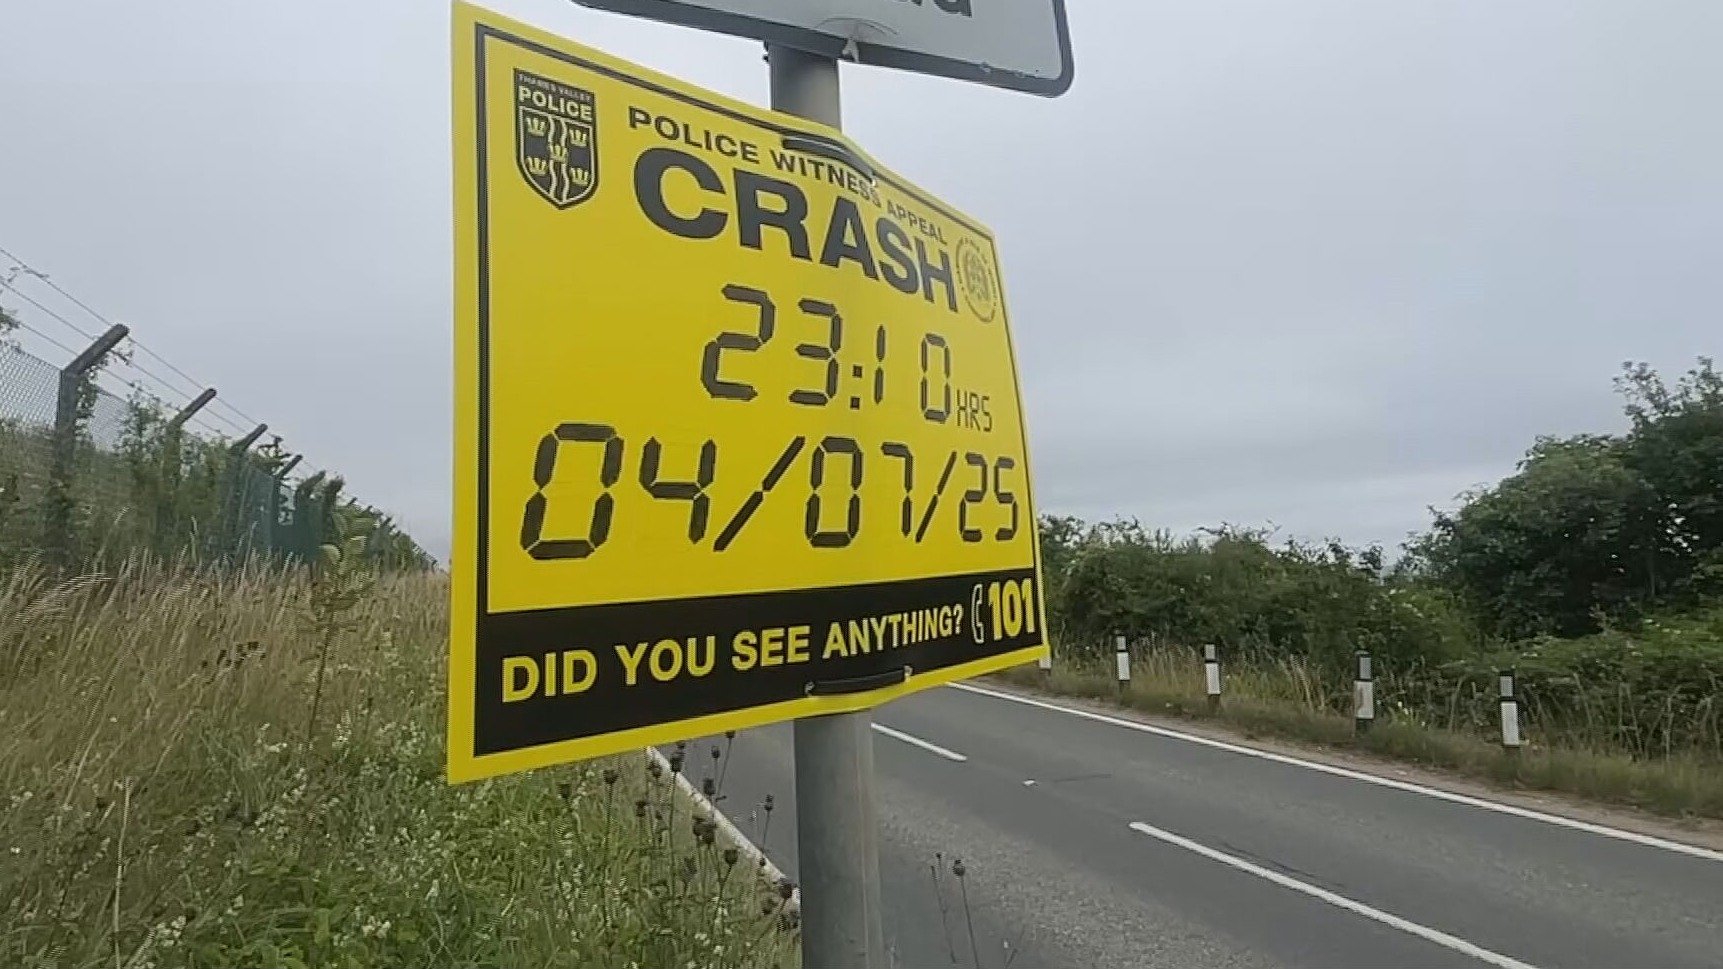 THAMES VALLEY
POLICE
POLICE WITNESS APPEAL
CRASH
23:10 HRS
04/07/25
DID YOU SEE ANYTHING? 101